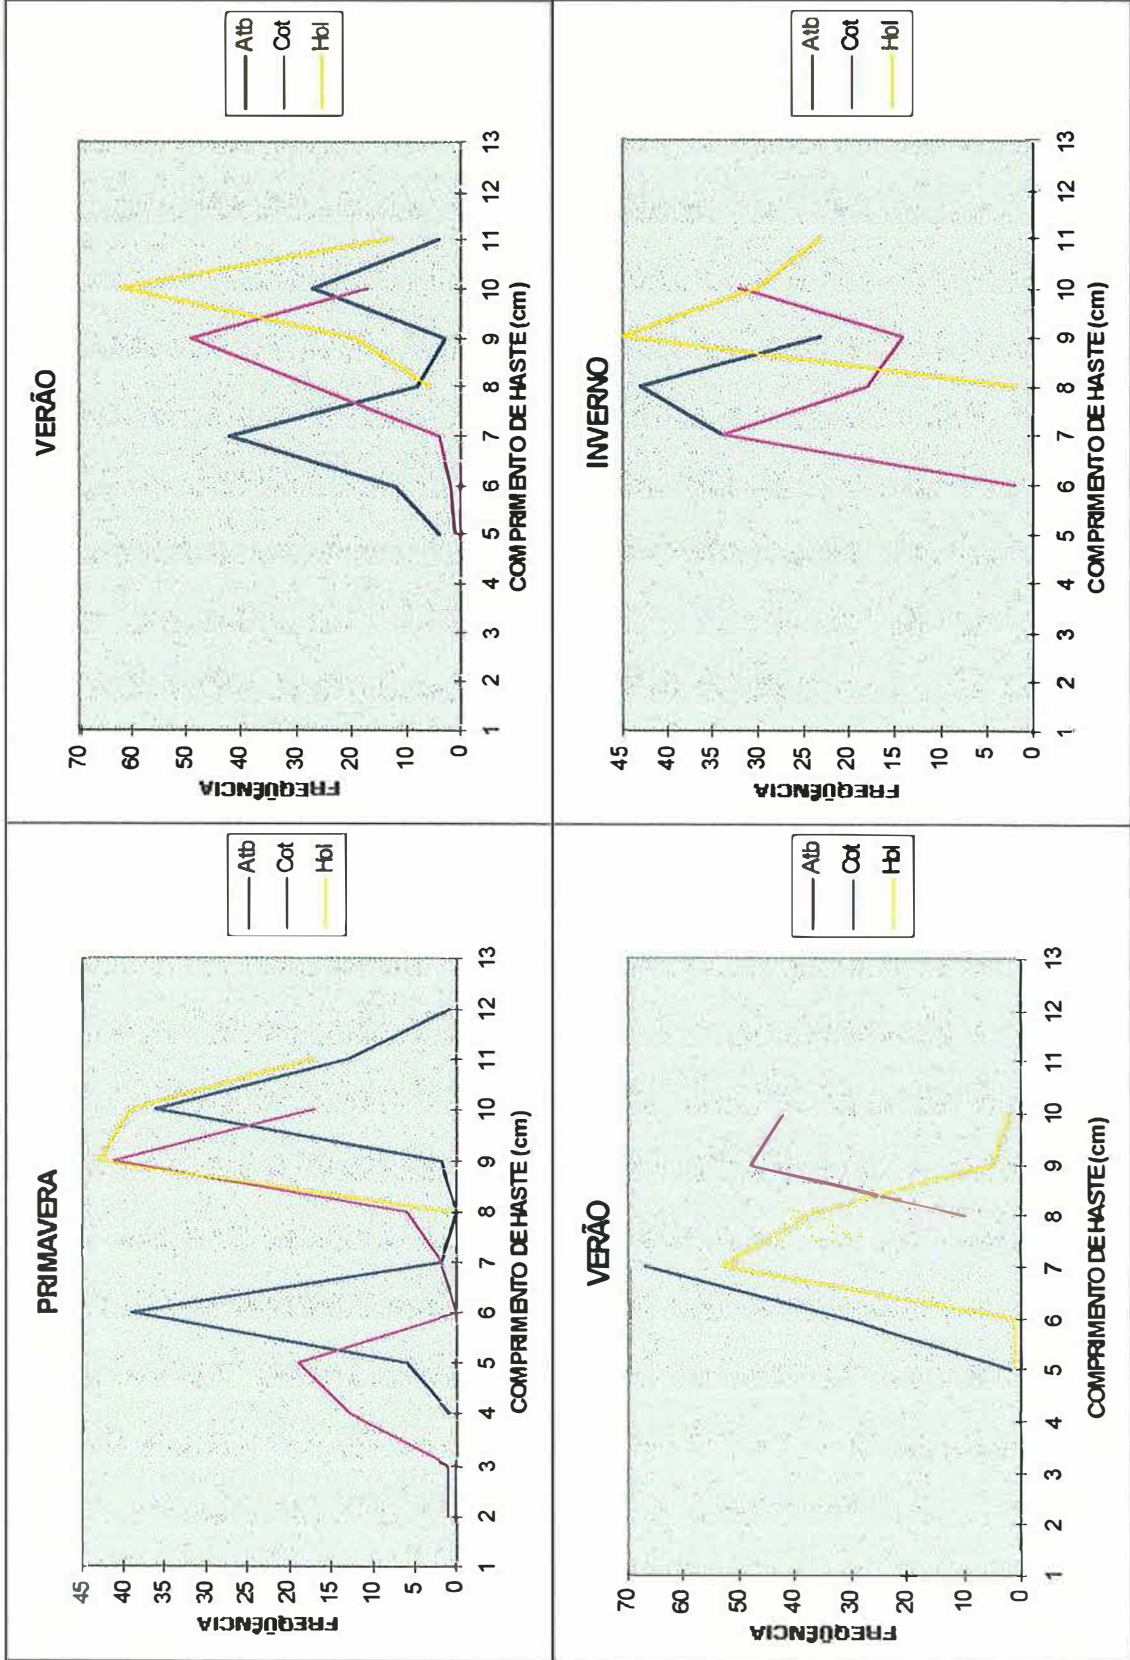 PRIMAVERA
FREQÜÊNCIA
45
40
35
30
25
20
15
10
5
0
1 2 3 4 5 6 7 8 9 10 11 12 13
COMPRIMENTO DE HASTE (cm)
Atb
Cot
Hol
VERÃO
FREQÜÊNCIA
70
60
50
40
30
20
10
0
1 2 3 4 5 6 7 8 9 10 11 12 13
COMPRIMENTO DE HASTE (cm)
Atb
Cot
Hol
VERÃO
FREQÜÊNCIA
70
60
50
40
30
20
10
0
1 2 3 4 5 6 7 8 9 10 11 12 13
COMPRIMENTO DE HASTE (cm)
Atb
Cot
Hol
INVERNO
FREQÜÊNCIA
45
40
35
30
25
20
15
10
5
0
1 2 3 4 5 6 7 8 9 10 11 12 13
COMPRIMENTO DE HASTE (cm)
Atb
Cot
Hol